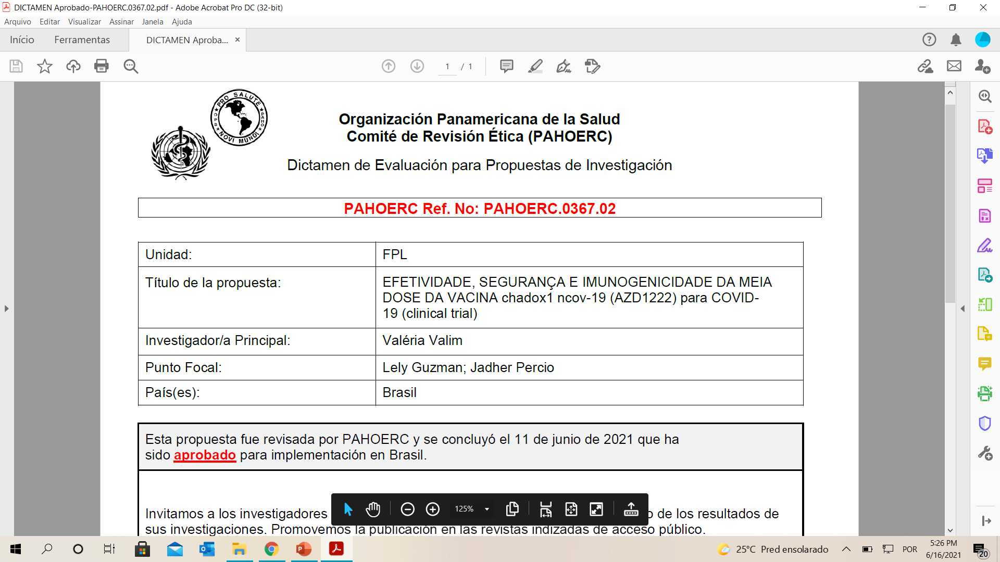 DICTAMEN Aprobado-PAHOERC.0367.02.pdf - Adobe Acrobat Pro DC (32-bit)
Arquivo Editar Visualizar Assinar Janela Ajuda
Início Ferramentas DICTAMEN Aproba... ×
1 / 1
PRO SALUTE
OPS PAHO
NOVI MUNDI
Organización Panamericana de la Salud
Comité de Revisión Ética (PAHOERC)
Dictamen de Evaluación para Propuestas de Investigación
PAHOERC Ref. No: PAHOERC.0367.02
Unidad: FPL
Título de la propuesta: EFETIVIDADE, SEGURANÇA E IMUNOGENICIDADE DA MEIA
DOSE DA VACINA chadox1 ncov-19 (AZD1222) para COVID-
19 (clinical trial)
Investigador/a Principal: Valéria Valim
Punto Focal: Lely Guzman; Jadher Percio
País(es): Brasil
Esta propuesta fue revisada por PAHOERC y se concluyó el 11 de junio de 2021 que ha
sido aprobado para implementación en Brasil.
125%
Invitamos a los investigadores o de los resultados de
sus investigaciones. Promovemos la publicación en las revistas indizadas de acceso público.
25°C Pred ensolarado POR 5:26 PM
6/16/2021 20